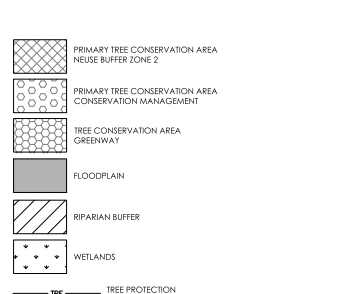 PRIMARY TREE CONSERVATION AREA
NEUSE BUFFER ZONE 2
PRIMARY TREE CONSERVATION AREA
CONSERVATION MANAGEMENT
TREE CONSERVATION AREA
GREENWAY
FLOODPLAIN
RIPARIAN BUFFER
WETLANDS
TPF TREE PROTECTION